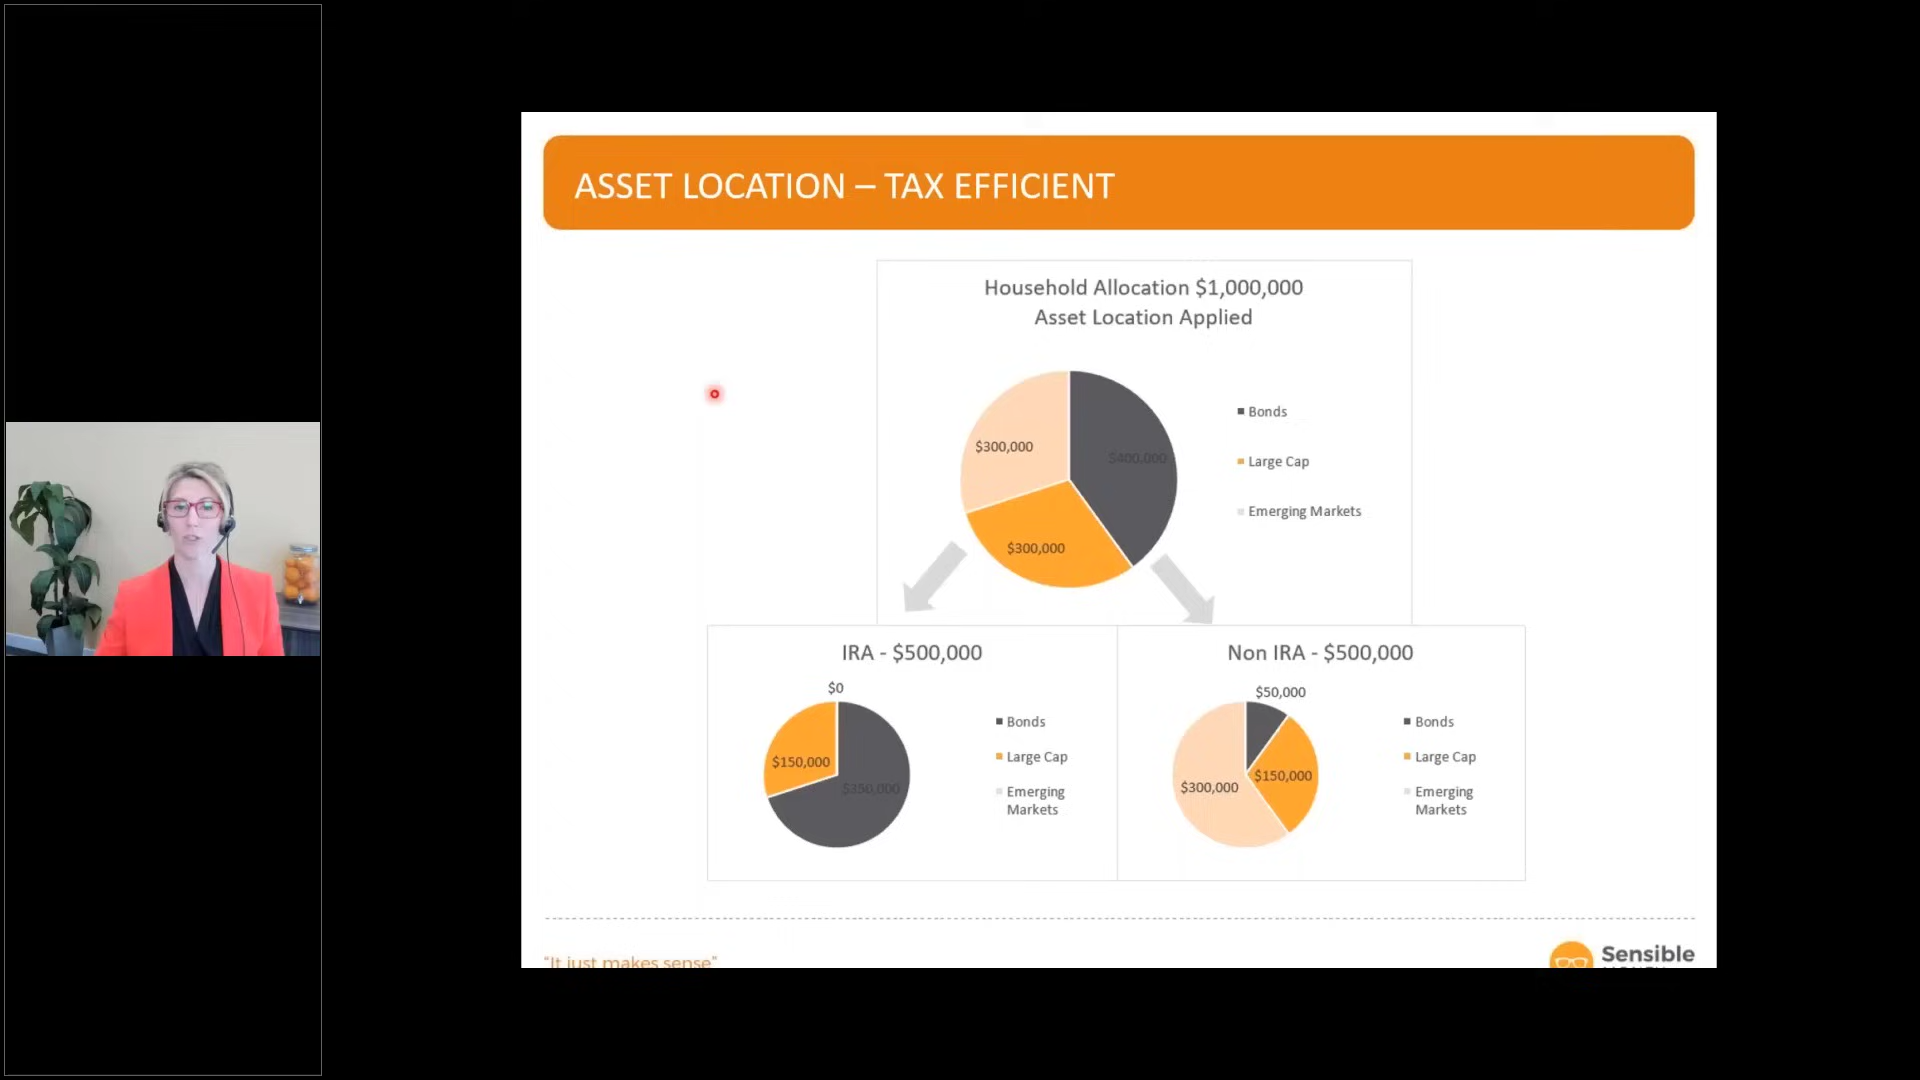 ASSET LOCATION – TAX EFFICIENT
Household Allocation $1,000,000
Asset Location Applied
$300,000
$400,000
$300,000
Bonds
Large Cap
Emerging Markets
IRA - $500,000
$0
$150,000
$350,000
Bonds
Large Cap
Emerging
Markets
Non IRA - $500,000
$50,000
$300,000
$150,000
Bonds
Large Cap
Emerging
Markets
"It just makes sense"
Sensible